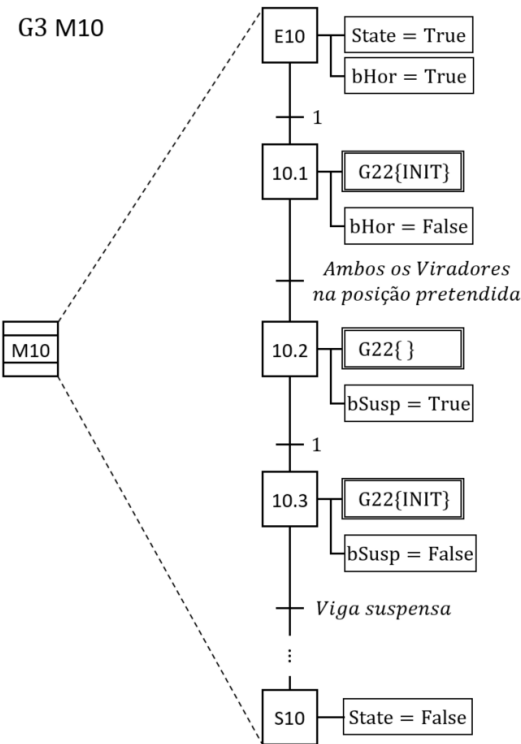 G3 M10
E10
State = True
bHor = True
1
10.1
G22{INIT}
bHor = False
Ambos os Viradores
na posição pretendida
M10
10.2
G22{ }
bSusp = True
1
10.3
G22{INIT}
bSusp = False
Viga suspensa
⋮
S10
State = False